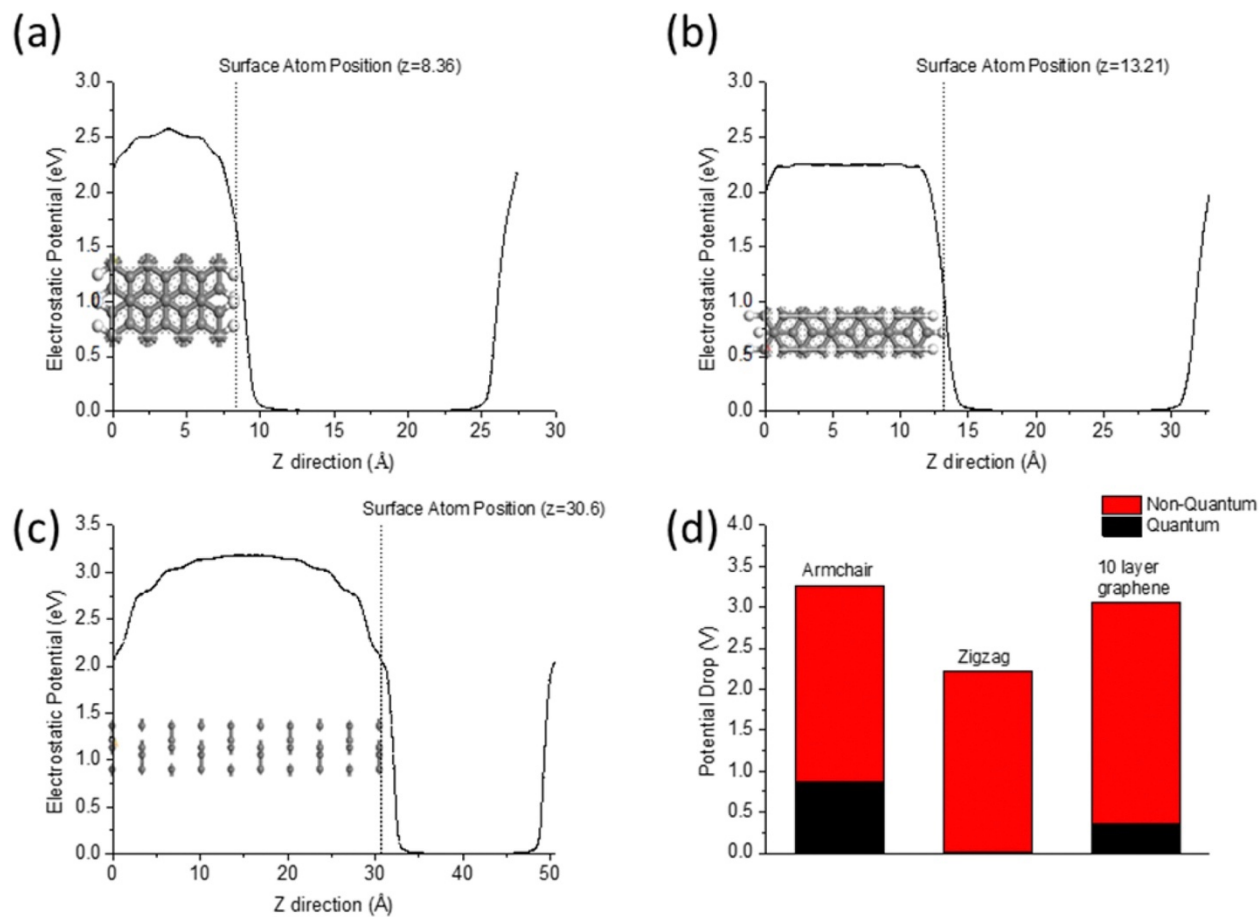 (a)
Surface Atom Position (z=8.36)
3.0
2.5
2.0
1.5
1.0
0.5
0.0
Electrostatic Potential (eV)
0 5 10 15 20 25 30
Z direction (Å)
(b)
Surface Atom Position (z=13.21)
3.0
2.5
2.0
1.5
1.0
0.5
0.0
Electrostatic Potential (eV)
0 5 10 15 20 25 30
Z direction (Å)
(c)
Surface Atom Position (z=30.6)
3.5
3.0
2.5
2.0
1.5
1.0
0.5
0.0
Electrostatic Potential (eV)
0 10 20 30 40 50
Z direction (Å)
(d)
Non-Quantum
Quantum
4.0
3.5
3.0
2.5
2.0
1.5
1.0
0.5
0.0
Potential Drop (V)
Armchair
Zigzag
10 layer
graphene